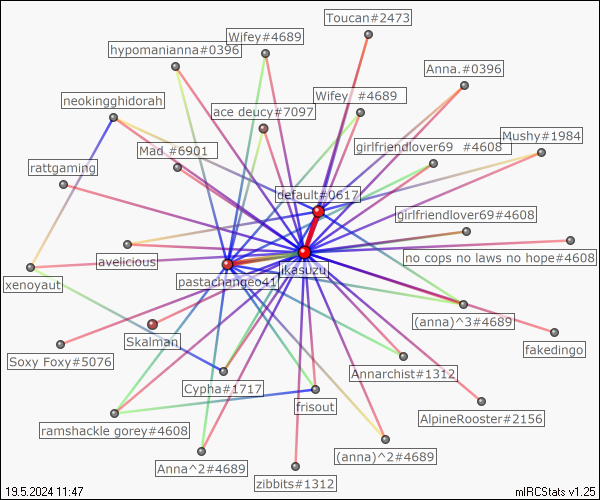 Toucan#2473
Wifey#4689
hypomanianna#0396
Anna.#0396
neokingghidorah
Wifey #4689
ace deucy#7097
Mushy#1984
Mad #6901
girlfriendlover69 #4608
rattgaming
default#0617
girlfriendlover69#4608
avelicious
no cops no laws no hope#4608
ikasuzu
xenoyaut
pastachangeo41
(anna)^3#4689
Skalman
fakedingo
Soxy Foxy#5076
Annarchist#1312
Cypha#1717
frisout
AlpineRooster#2156
ramshackle gorey#4608
(anna)^2#4689
Anna^2#4689
zibbits#1312
19.5.2024 11:47
mIRCStats v1.25